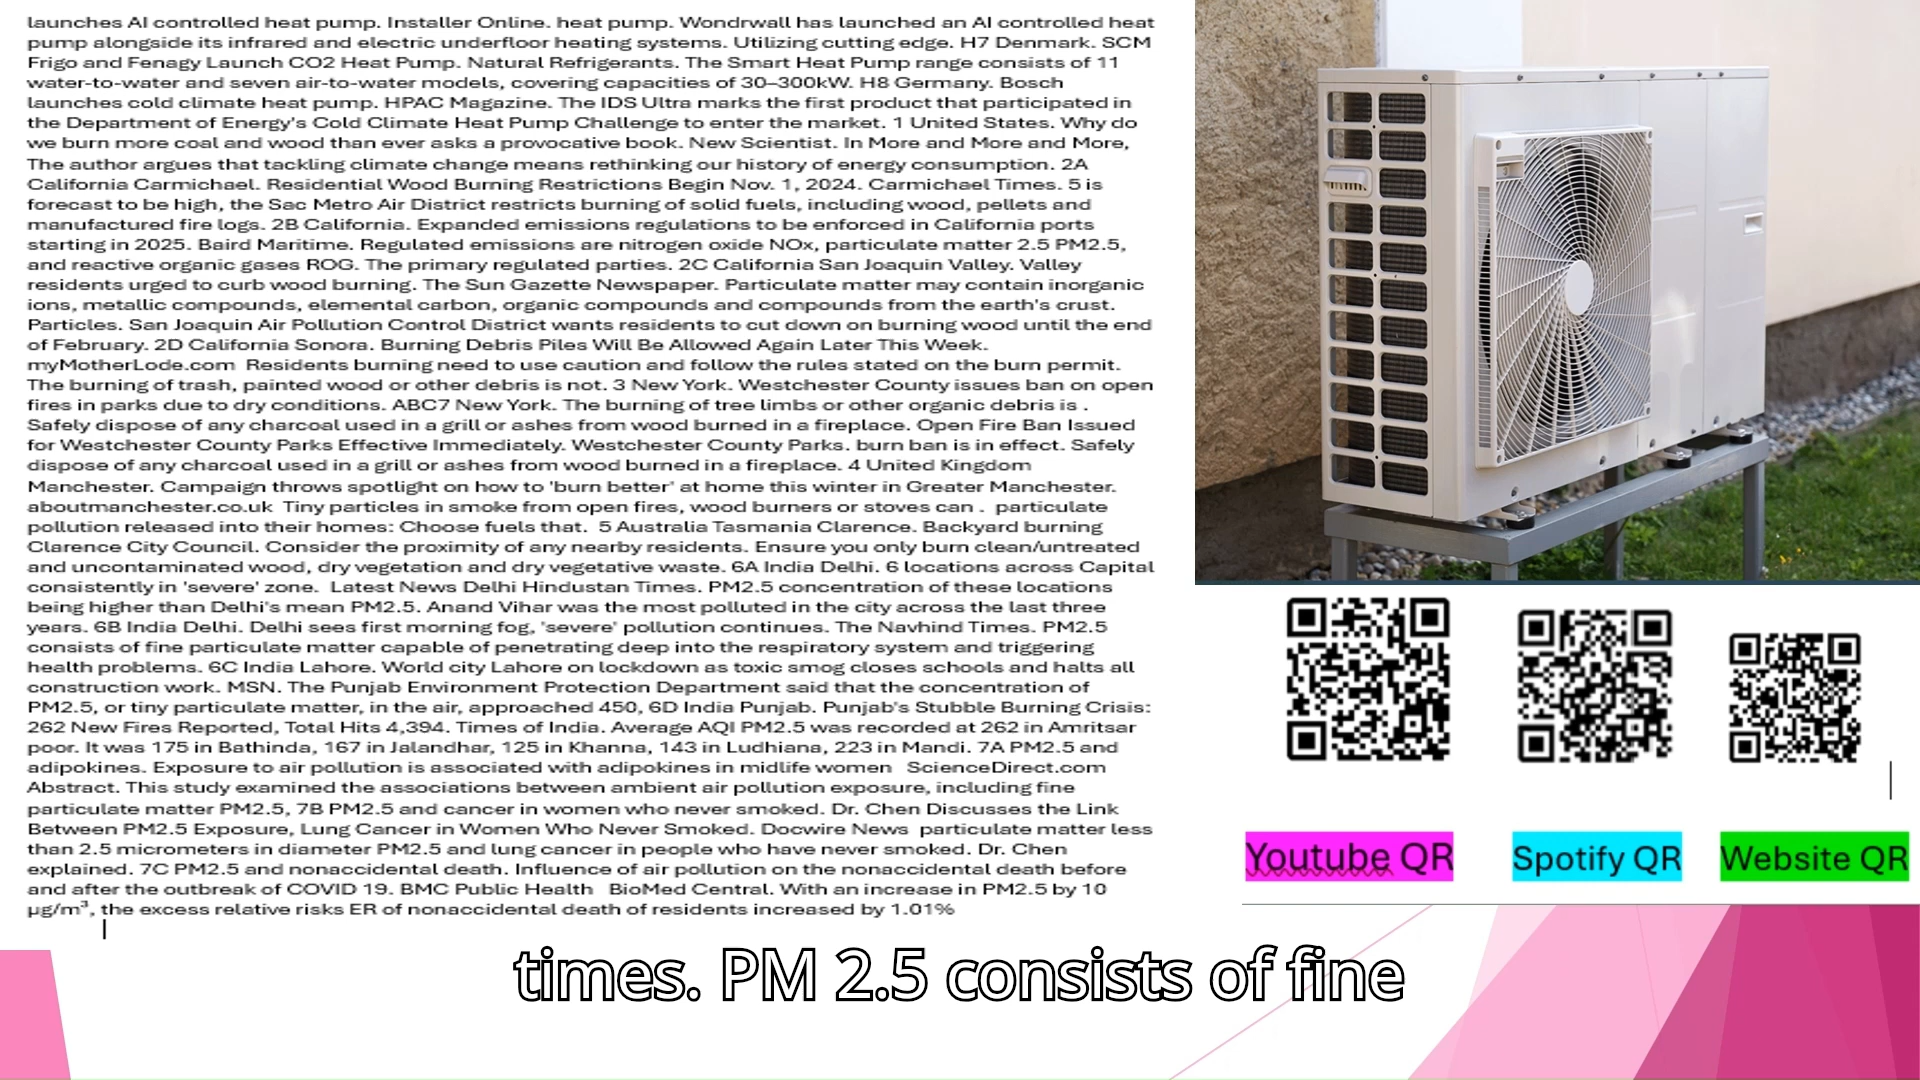 launches AI controlled heat pump. Installer Online. heat pump. Wondrwall has launched an AI controlled heat
pump alongside its infrared and electric underfloor heating systems. Utilizing cutting edge. H7 Denmark. SCM
Frigo and Fenagy Launch CO2 Heat Pump. Natural Refrigerants. The Smart Heat Pump range consists of 11
water-to-water and seven air-to-water models, covering capacities of 30–300kW. H8 Germany. Bosch
launches cold climate heat pump. HPAC Magazine. The IDS Ultra marks the first product that participated in
the Department of Energy's Cold Climate Heat Pump Challenge to enter the market. 1 United States. Why do
we burn more coal and wood than ever asks a provocative book. New Scientist. In More and More and More,
The author argues that tackling climate change means rethinking our history of energy consumption. 2A
California Carmichael. Residential Wood Burning Restrictions Begin Nov. 1, 2024. Carmichael Times. 5 is
forecast to be high, the Sac Metro Air District restricts burning of solid fuels, including wood, pellets and
manufactured fire logs. 2B California. Expanded emissions regulations to be enforced in California ports
starting in 2025. Baird Maritime. Regulated emissions are nitrogen oxide NOx, particulate matter 2.5 PM2.5,
and reactive organic gases ROG. The primary regulated parties. 2C California San Joaquin Valley. Valley
residents urged to curb wood burning. The Sun Gazette Newspaper. Particulate matter may contain inorganic
ions, metallic compounds, elemental carbon, organic compounds and compounds from the earth's crust.
Particles. San Joaquin Air Pollution Control District wants residents to cut down on burning wood until the end
of February. 2D California Sonora. Burning Debris Piles Will Be Allowed Again Later This Week.
myMotherLode.com  Residents burning need to use caution and follow the rules stated on the burn permit.
The burning of trash, painted wood or other debris is not. 3 New York. Westchester County issues ban on open
fires in parks due to dry conditions. ABC7 New York. The burning of tree limbs or other organic debris is .
Safely dispose of any charcoal used in a grill or ashes from wood burned in a fireplace. Open Fire Ban Issued
for Westchester County Parks Effective Immediately. Westchester County Parks. burn ban is in effect. Safely
dispose of any charcoal used in a grill or ashes from wood burned in a fireplace. 4 United Kingdom
Manchester. Campaign throws spotlight on how to 'burn better' at home this winter in Greater Manchester.
aboutmanchester.co.uk  Tiny particles in smoke from open fires, wood burners or stoves can .  particulate
pollution released into their homes: Choose fuels that.  5 Australia Tasmania Clarence. Backyard burning
Clarence City Council. Consider the proximity of any nearby residents. Ensure you only burn clean/untreated
and uncontaminated wood, dry vegetation and dry vegetative waste. 6A India Delhi. 6 locations across Capital
consistently in 'severe' zone.  Latest News Delhi Hindustan Times. PM2.5 concentration of these locations
being higher than Delhi's mean PM2.5. Anand Vihar was the most polluted in the city across the last three
years. 6B India Delhi. Delhi sees first morning fog, 'severe' pollution continues. The Navhind Times. PM2.5
consists of fine particulate matter capable of penetrating deep into the respiratory system and triggering
health problems. 6C India Lahore. World city Lahore on lockdown as toxic smog closes schools and halts all
construction work. MSN. The Punjab Environment Protection Department said that the concentration of
PM2.5, or tiny particulate matter, in the air, approached 450, 6D India Punjab. Punjab's Stubble Burning Crisis:
262 New Fires Reported, Total Hits 4,394. Times of India. Average AQI PM2.5 was recorded at 262 in Amritsar
poor. It was 175 in Bathinda, 167 in Jalandhar, 125 in Khanna, 143 in Ludhiana, 223 in Mandi. 7A PM2.5 and
adipokines. Exposure to air pollution is associated with adipokines in midlife women   ScienceDirect.com
Abstract. This study examined the associations between ambient air pollution exposure, including fine
particulate matter PM2.5, 7B PM2.5 and cancer in women who never smoked. Dr. Chen Discusses the Link
Between PM2.5 Exposure, Lung Cancer in Women Who Never Smoked. Docwire News  particulate matter less
than 2.5 micrometers in diameter PM2.5 and lung cancer in people who have never smoked. Dr. Chen
explained. 7C PM2.5 and nonaccidental death. Influence of air pollution on the nonaccidental death before
and after the outbreak of COVID 19. BMC Public Health   BioMed Central. With an increase in PM2.5 by 10
µg/m³, the excess relative risks ER of nonaccidental death of residents increased by 1.01%
Youtube QR
Spotify QR
Website QR
times. PM 2.5 consists of fine